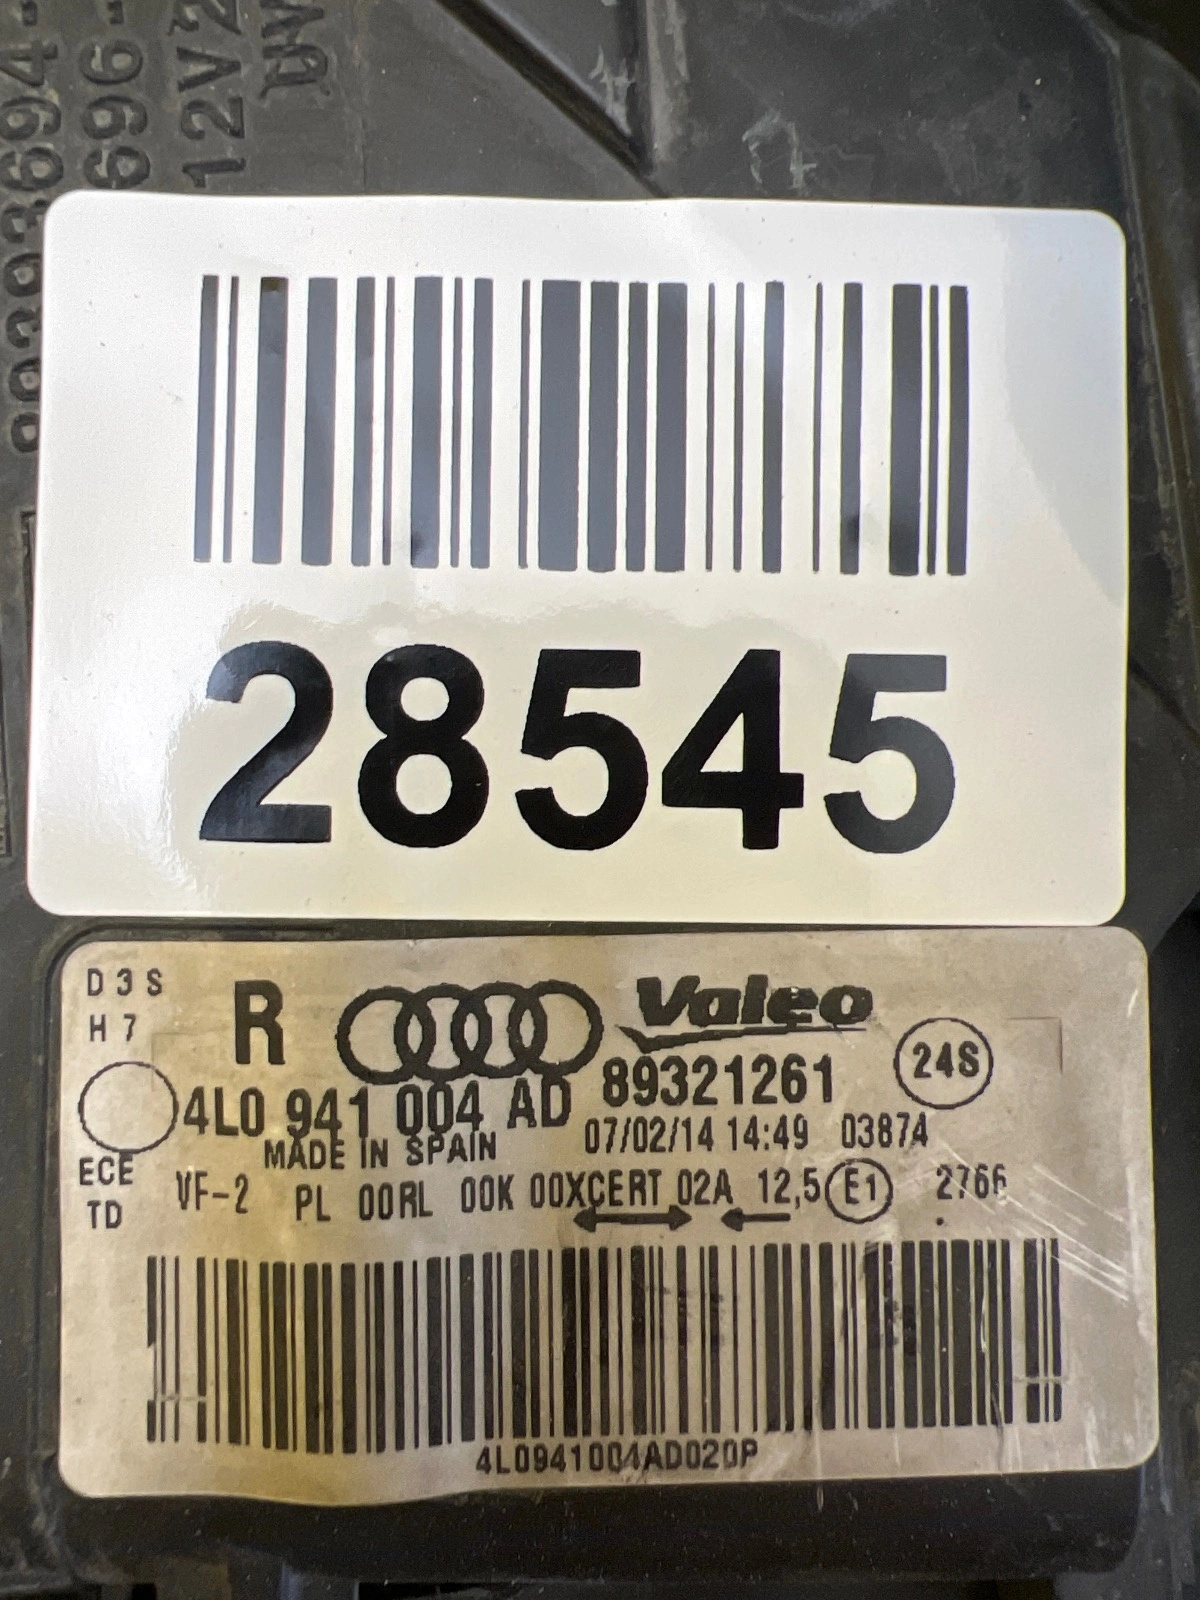 28545
D3S
H7
R
Valeo
24S
89321261
4L0 941 004 AD
MADE IN SPAIN
07/02/14 14:49 03874
ECE
TD
VF-2 PL 00RL 00K 00XCERT 02A 12,5 E1 2766
4L0941004AD020P